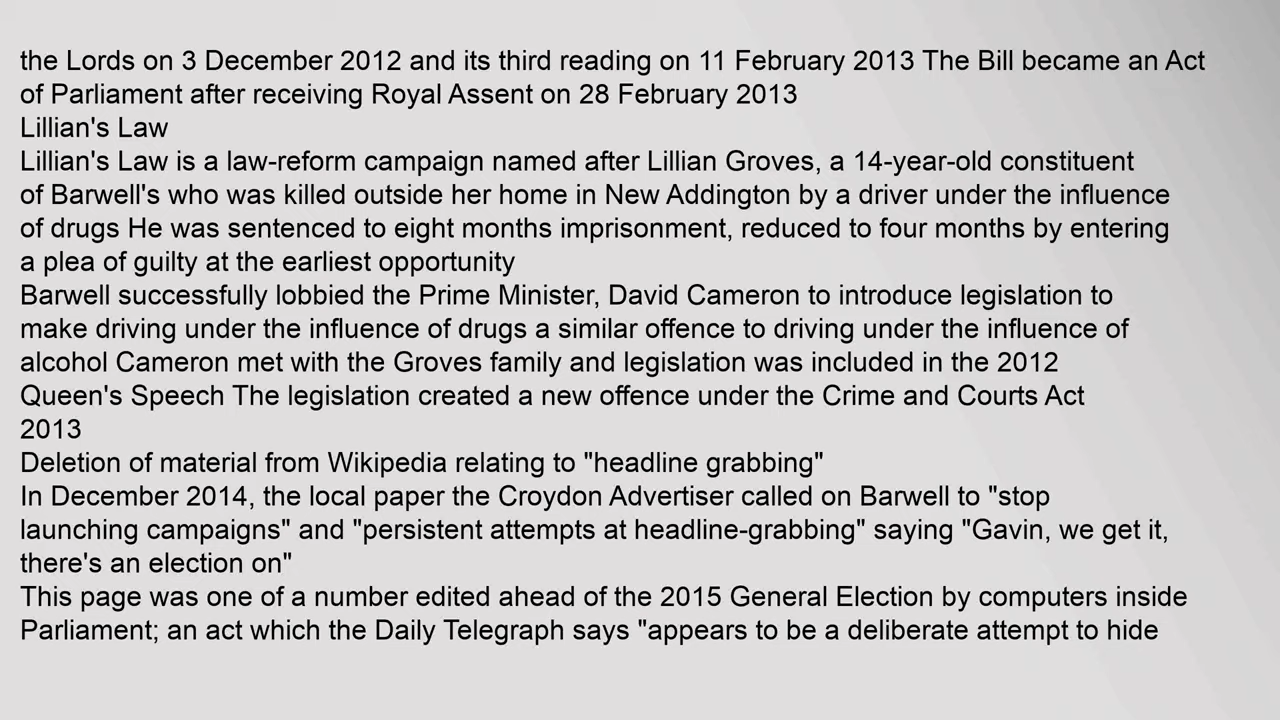 the Lords on 3 December 2012 and its third reading on 11 February 2013 The Bill became an Act
of Parliament after receiving Royal Assent on 28 February 2013
Lillian's Law
Lillian's Law is a law-reform campaign named after Lillian Groves, a 14-year-old constituent
of Barwell's who was killed outside her home in New Addington by a driver under the influence
of drugs He was sentenced to eight months imprisonment, reduced to four months by entering
a plea of guilty at the earliest opportunity
Barwell successfully lobbied the Prime Minister, David Cameron to introduce legislation to
make driving under the influence of drugs a similar offence to driving under the influence of
alcohol Cameron met with the Groves family and legislation was included in the 2012
Queen's Speech The legislation created a new offence under the Crime and Courts Act
2013
Deletion of material from Wikipedia relating to "headline grabbing"
In December 2014, the local paper the Croydon Advertiser called on Barwell to "stop
launching campaigns" and "persistent attempts at headline-grabbing" saying "Gavin, we get it,
there's an election on"
This page was one of a number edited ahead of the 2015 General Election by computers inside
Parliament; an act which the Daily Telegraph says "appears to be a deliberate attempt to hide